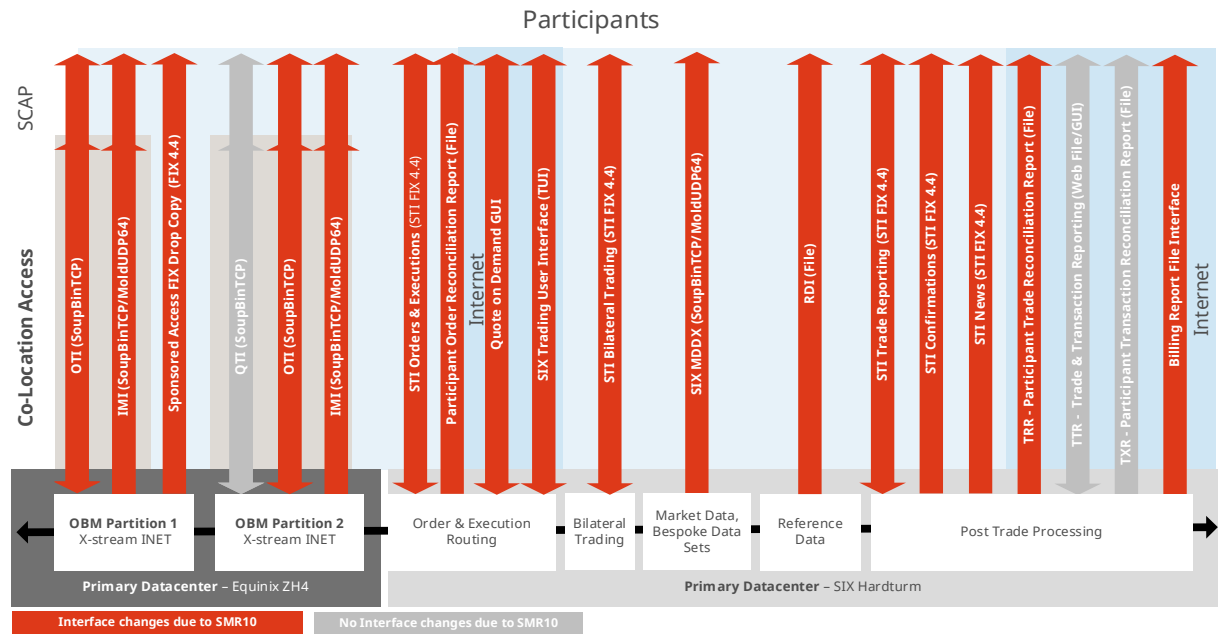 Participants
SCAP
Co-Location Access
OTI (SoupBinTCP)
IMI (SoupBinTCP/MoldUDP64)
Sponsored Access FIX Drop Copy (FIX 4.4)
QTI (SoupBinTCP)
OTI (SoupBinTCP)
IMI (SoupBinTCP/MoldUDP64)
STI Orders & Executions (STI FIX 4.4)
Participant Order Reconciliation Report (File)
Internet
Quote on Demand GUI
SIX Trading User Interface (TUI)
STI Bilateral Trading (STI FIX 4.4)
SIX MDDX (SoupBinTCP/MoldUDP64)
RDI (File)
STI Trade Reporting (STI FIX 4.4)
STI Confirmations (STI FIX 4.4)
STI News (STI FIX 4.4)
TRR - Participant Trade Reconciliation Report (File)
TTR - Trade & Transaction Reporting (Web File/GUI)
TXR - Participant Transaction Reconciliation Report (File)
Billing Report File Interface
Internet
OBM Partition 1
X-stream INET
OBM Partition 2
X-stream INET
Order & Execution
Routing
Bilateral
Trading
Market Data,
Bespoke Data
Sets
Reference
Data
Post Trade Processing
Primary Datacenter – Equinix ZH4
Primary Datacenter – SIX Hardturm
Interface changes due to SMR10
No Interface changes due to SMR10